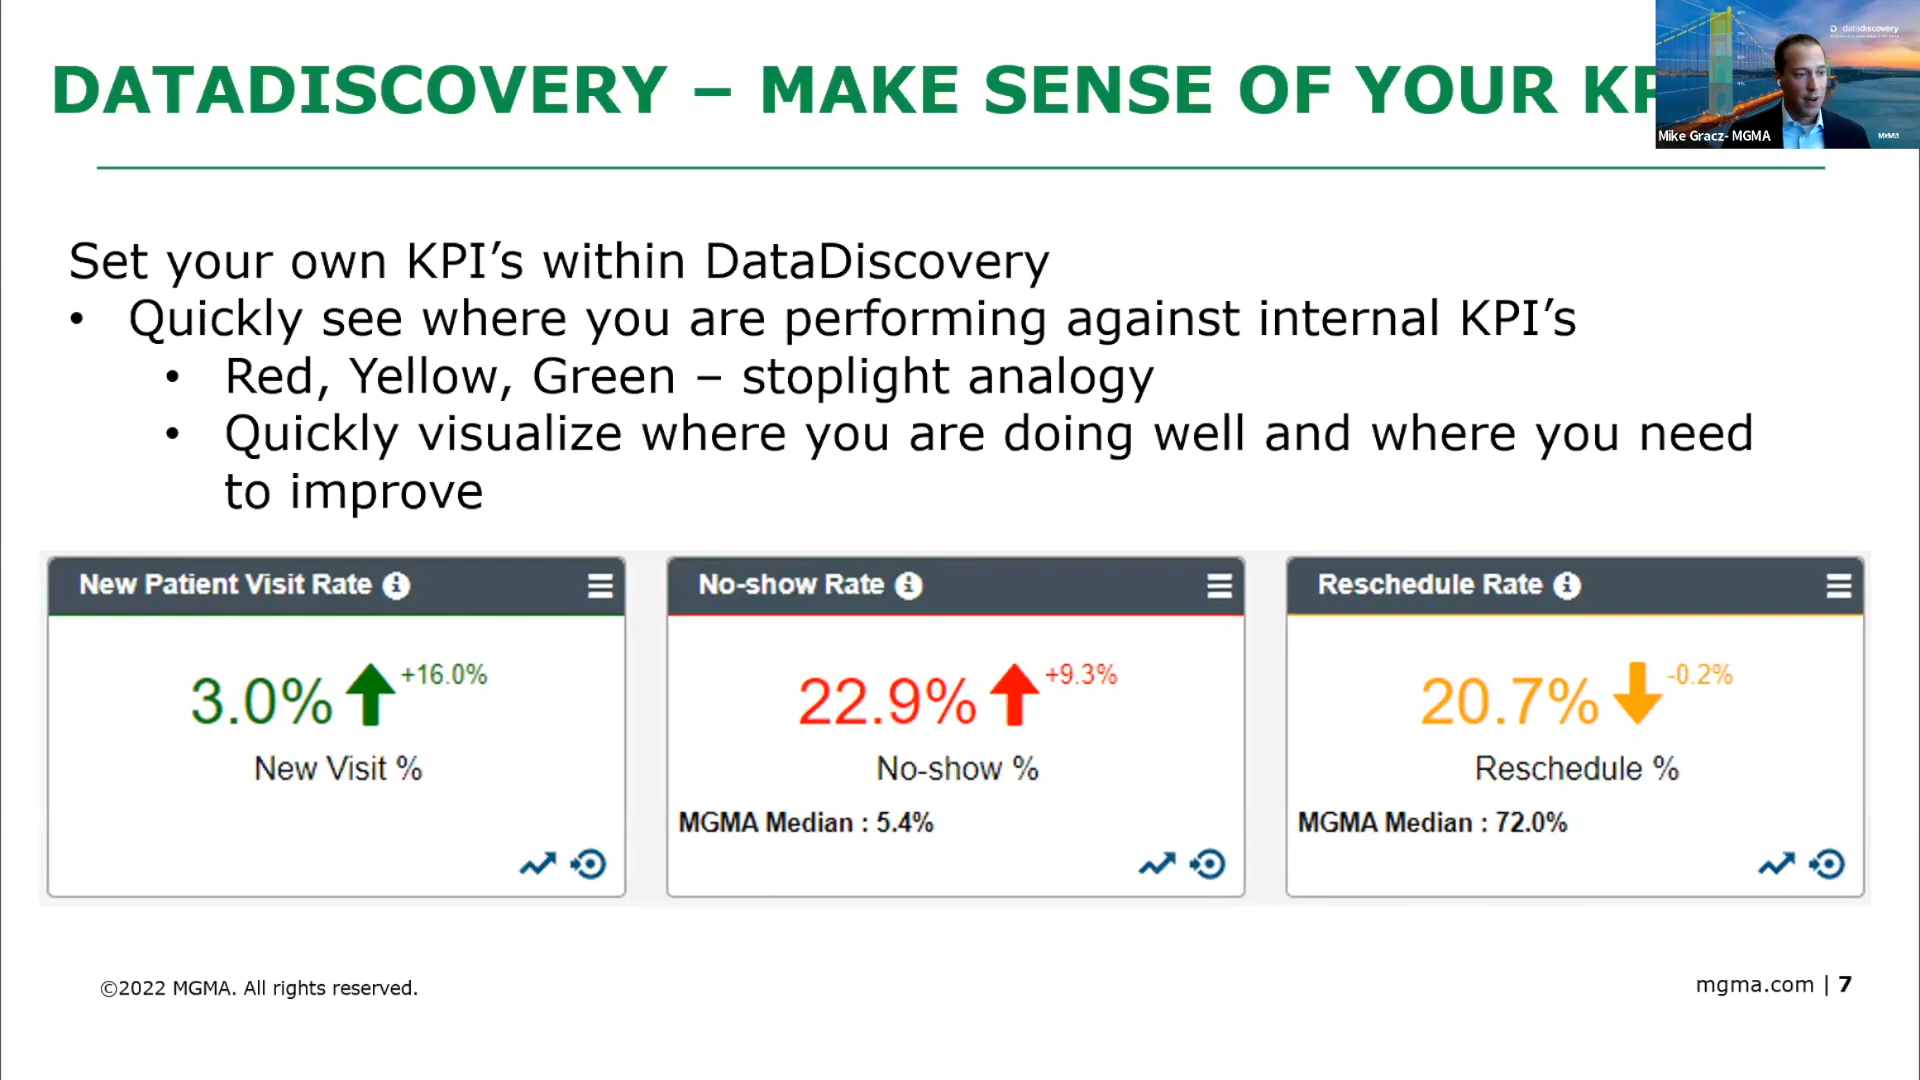 DATADISCOVERY – MAKE SENSE OF YOUR
datadiscovery
Mike Gracz- MGMA
MGMA
Set your own KPI’s within DataDiscovery
• Quickly see where you are performing against internal KPI’s
• Red, Yellow, Green – stoplight analogy
• Quickly visualize where you are doing well and where you need
to improve
New Patient Visit Rate
3.0% +16.0%
New Visit %
No-show Rate
22.9% +9.3%
No-show %
MGMA Median : 5.4%
Reschedule Rate
20.7% -0.2%
Reschedule %
MGMA Median : 72.0%
©2022 MGMA. All rights reserved.
mgma.com | 7